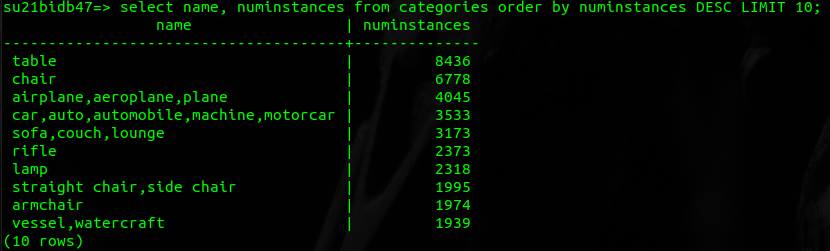 su21bidb47=> select name, numinstances from categories order by numinstances DESC LIMIT 10;
                 name                 | numinstances
--------------------------------------+--------------
 table                                |         8436
 chair                                |         6778
 airplane,aeroplane,plane             |         4045
 car,auto,automobile,machine,motorcar |         3533
 sofa,couch,lounge                    |         3173
 rifle                                |         2373
 lamp                                 |         2318
 straight chair,side chair            |         1995
 armchair                             |         1974
 vessel,watercraft                    |         1939
(10 rows)